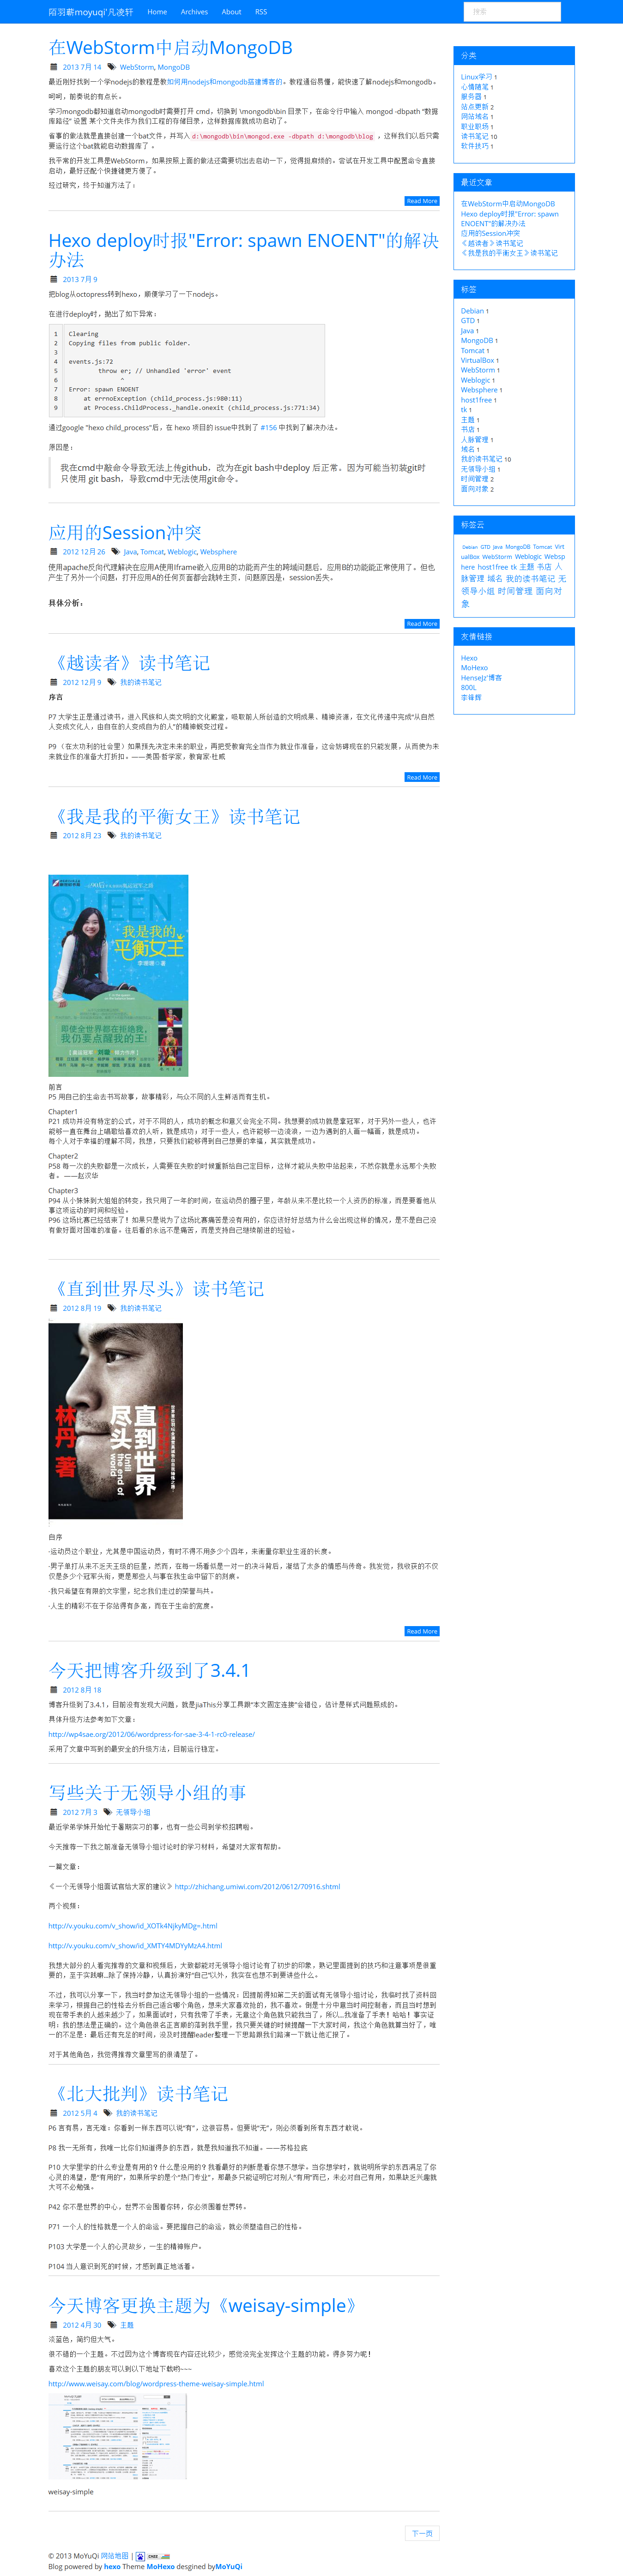 陌羽蕲moyuqi'凡凌轩
Home Archives About RSS
搜索
在WebStorm中启动MongoDB
2013 7月 14 WebStorm, MongoDB
最近刚好找到一个学nodejs的教程是教如何用nodejs和mongodb搭建博客的。教程通俗易懂，能快速了解nodejs和mongodb。
呵呵，前奏说的有点长。
学习mongodb都知道启动mongodb时需要打开 cmd，切换到 \mongodb\bin 目录下，在命令行中输入 mongod -dbpath “数据
库路径” 设置 某个文件夹作为我们工程的存储目录，这样数据库就成功启动了。
省事的做法就是直接创建一个bat文件，并写入 d:\mongodb\bin\mongod.exe -dbpath d:\mongodb\blog ，这样我们以后只需
要运行这个bat就能启动数据库了 。
我平常的开发工具是WebStorm，如果按照上面的做法还需要切出去启动一下，觉得挺麻烦的。尝试在开发工具中配置命令直接
启动，最好还配个快捷键更方便了。
经过研究，终于知道方法了：
Read More
Hexo deploy时报"Error: spawn ENOENT"的解决
办法
2013 7月 9
把blog从octopress转到hexo，顺便学习了一下nodejs。
在进行deploy时，抛出了如下异常：
1 Clearing
2 Copying files from public folder.
3
4 events.js:72
5 throw er; // Unhandled 'error' event
6 ^
7 Error: spawn ENOENT
8 at errnoException (child_process.js:980:11)
9 at Process.ChildProcess._handle.onexit (child_process.js:771:34)
通过google "hexo child_process"后，在 hexo 项目的 issue中找到了 #156 中找到了解决办法。
原因是：
我在cmd中敲命令导致无法上传github，改为在git bash中deploy 后正常。因为可能当初装git时
只使用 git bash，导致cmd中无法使用git命令。
应用的Session冲突
2012 12月 26 Java, Tomcat, Weblogic, Websphere
使用apache反向代理解决在应用A使用Iframe嵌入应用B的功能产生的跨域问题后，应用B的功能能正常使用了。但也
产生了另外一个问题，打开应用A的任何页面都会跳转主页，问题原因是，session丢失。
具体分析：
Read More
《越读者》读书笔记
2012 12月 9 我的读书笔记
序言
P7 大学生正是通过读书，进入民族和人类文明的文化殿堂，吸取前人所创造的文明成果、精神资源，在文化传递中完成“从自然
人变成文化人，由自在的人变成自为的人”的精神蜕变过程。
P9 （在太功利的社会里）如果预先决定未来的职业，再把受教育完全当作为就业作准备，这会妨碍现在的只能发展，从而使为未
来就业作的准备大打折扣。——美国·哲学家，教育家·杜威
Read More
《我是我的平衡女王》读书笔记
2012 8月 23 我的读书笔记
QUEEN
我是我的
平衡女王
即使全世界都在拒绝我，
我仍要点醒我的王!
前言
P5 用自己的生命去书写故事，故事精彩，与众不同的人生鲜活而有生机。
Chapter1
P21 成功并没有特定的公式，对于不同的人，成功的概念和意义会完全不同。我想要的成功就是拿冠军，对于另外一些人，也许
能够一直在舞台上唱歌给喜欢的人听，就是成功；对于一些人，也许能够一边流浪，一边为遇到的人画一幅画，就是成功。
每个人对于幸福的理解不同，我想，只要我们能够得到自己想要的幸福，其实就是成功。
Chapter2
P58 每一次的失败都是一次成长，人需要在失败的时候重新给自己定目标，这样才能从失败中站起来，不然你就是永远那个失败
者。 ——赵汉华
Chapter3
P94 从小妹妹到大姐姐的转变，我只用了一年的时间，在运动员的圈子里，年龄从来不是比较一个人资历的标准，而是要看他从
事这项运动的时间和经验。
P96 这场比赛已经结束了！如果只是说为了这场比赛痛苦是没有用的，你应该好好总结为什么会出现这样的情况，是不是自己没
有做好面对困难的准备。往后看的永远不是痛苦，而是支持自己继续前进的经验。
《直到世界尽头》读书笔记
2012 8月 19 我的读书笔记
直到世界尽头
Until the end of world
林丹 著
自序
·运动员这个职业，尤其是中国运动员，有时不得不用多少个四年，来衡量你职业生涯的长度。
·男子单打从来不乏天王级的巨星，然而，在每一场看似是一对一的决斗背后，凝结了太多的情感与传奇。我发觉，我收获的不仅
仅是多少个冠军头衔，更是那些人与事在我生命中留下的刻痕。
·我只希望在有限的文字里，纪念我们走过的荣誉与共。
·人生的精彩不在于你站得有多高，而在于生命的宽度。
Read More
今天把博客升级到了3.4.1
2012 8月 18
博客升级到了3.4.1，目前没有发现大问题，就是jiaThis分享工具跟“本文固定连接”会错位，估计是样式问题照成的。
具体升级方法参考如下文章：
http://wp4sae.org/2012/06/wordpress-for-sae-3-4-1-rc0-release/
采用了文章中写到的最安全的升级方法，目前运行稳定。
写些关于无领导小组的事
2012 7月 3 无领导小组
最近学弟学妹开始忙于暑期实习的事，也有一些公司到学校招聘啦。
今天推荐一下我之前准备无领导小组讨论时的学习材料，希望对大家有帮助。
一篇文章：
《一个无领导小组面试官给大家的建议》 http://zhichang.umiwi.com/2012/0612/70916.shtml
两个视频：
http://v.youku.com/v_show/id_XOTk4NjkyMDg=.html
http://v.youku.com/v_show/id_XMTY4MDYyMzA4.html
我想大部分的人看完推荐的文章和视频后，大致都能对无领导小组讨论有了初步的印象，熟记里面提到的技巧和注意事项是很重
要的，至于实践嘛…除了保持冷静，认真扮演好“自己”以外，我实在也想不到要讲些什么。
不过，我可以分享一下，我当时参加这无领导小组的一些情况：因提前得知第二天的面试有无领导小组讨论，我临时找了资料回
来学习，根据自己的性格去分析自己适合哪个角色，想来大家喜欢抢的，我不喜欢。倒是十分中意当时间控制者，而且当时想到
现在带手表的人越来越少了，如果面试时，只有我带了手表，无意这个角色就只能我当了，所以…我准备了手表！哈哈！事实证
明：我的想法是正确的。这个角色很名正言顺的落到我手里，我只要关键的时候提醒一下大家时间，我这个角色就算当好了，唯
一的不足是：最后还有充足的时间，没及时提醒leader整理一下思路跟我们路演一下就让他汇报了。
对于其他角色，我觉得推荐文章里写的很清楚了。
《北大批判》读书笔记
2012 5月 4 我的读书笔记
P6 言有易，言无难：你看到一样东西可以说“有”，这很容易。但要说“无”，则必须看到所有东西才敢说。
P8 我一无所有，我唯一比你们知道得多的东西，就是我知道我不知道。——苏格拉底
P10 大学里学的什么专业是有用的？什么是没用的？我看最好的判断是看你想不想学。当你想学时，就说明所学的东西满足了你
心灵的渴望，是“有用的”，如果所学的是个“热门专业”，那最多只能证明它对别人“有用”而已，未必对自己有用，如果缺乏兴趣就
大可不必勉强。
P42 你不是世界的中心，世界不会围着你转，你必须围着世界转。
P71 一个人的性格就是一个人的命运。要把握自己的命运，就必须塑造自己的性格。
P103 大学是一个人的心灵故乡，一生的精神账户。
P104 当人意识到死的时候，才感到真正地活着。
今天博客更换主题为《weisay-simple》
2012 4月 30 主题
淡蓝色，简约但大气。
很不错的一个主题。不过因为这个博客现在内容还比较少，感觉没完全发挥这个主题的功能。得多努力呢！
喜欢这个主题的朋友可以到以下地址下载哟~~~
http://www.weisay.com/blog/wordpress-theme-weisay-simple.html
weisay-simple
下一页
© 2013 MoYuQi 网站地图 |
Blog powered by hexo Theme MoHexo desgined byMoYuQi
分类
Linux学习 1
心情随笔 1
服务器 1
站点更新 2
网站域名 1
职业职场 1
读书笔记 10
软件技巧 1
最近文章
在WebStorm中启动MongoDB
Hexo deploy时报"Error: spawn
ENOENT"的解决办法
应用的Session冲突
《越读者》读书笔记
《我是我的平衡女王》读书笔记
标签
Debian 1
GTD 1
Java 1
MongoDB 1
Tomcat 1
VirtualBox 1
WebStorm 1
Weblogic 1
Websphere 1
host1free 1
tk 1
主题 1
书店 1
人脉管理 1
域名 1
我的读书笔记 10
无领导小组 1
时间管理 2
面向对象 2
标签云
Debian GTD Java MongoDB Tomcat Virt
ualBox WebStorm Weblogic Websp
here host1free tk 主题 书店 人
脉管理 域名 我的读书笔记 无
领导小组 时间管理 面向对
象
友情链接
Hexo
MoHexo
HenseJz'博客
800L
李锋辉